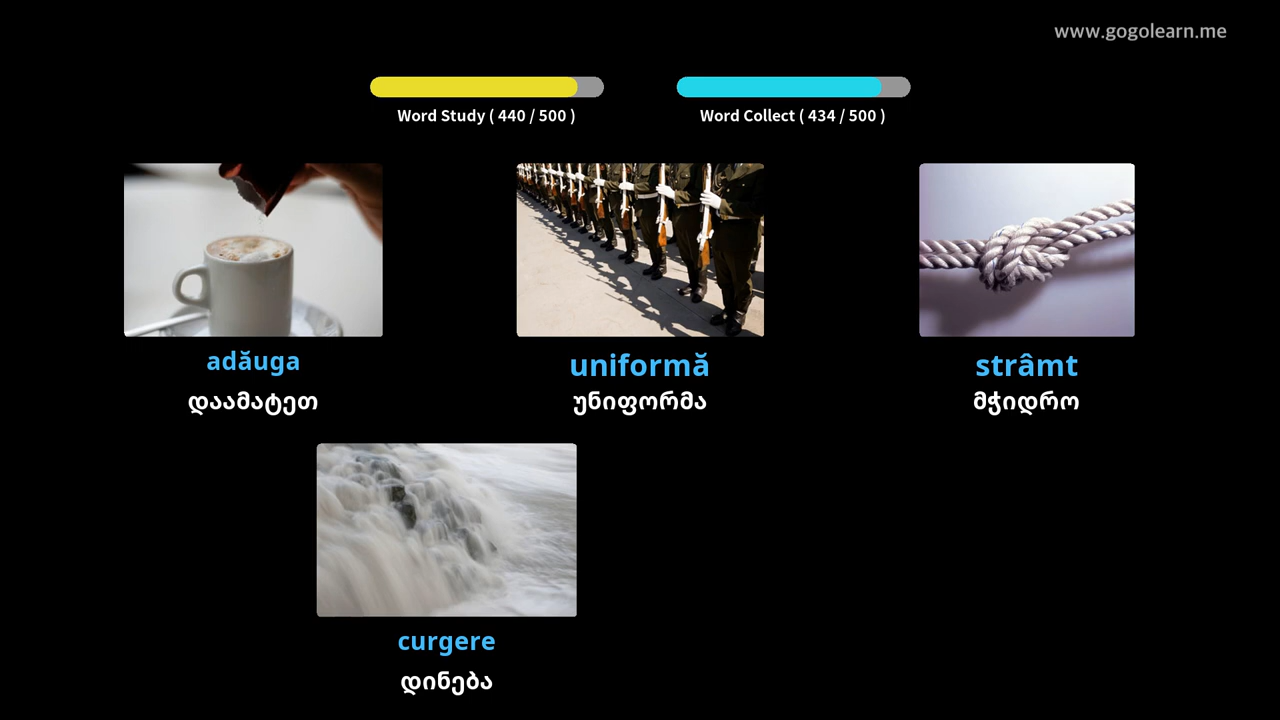 www.gogolearn.me
Word Study ( 440 / 500 )
Word Collect ( 434 / 500 )
adăuga
დაამატეთ
uniformă
უნიფორმა
strâmt
მჭიდრო
curgere
დინება